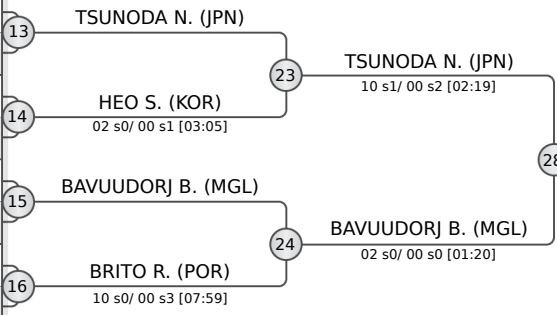 TSUNODA N. (JPN)
13
23
TSUNODA N. (JPN)
10 s1/ 00 s2 [02:19]
HEO S. (KOR)
14
02 s0/ 00 s1 [03:05]
28
BAVUUDORJ B. (MGL)
15
BAVUUDORJ B. (MGL)
24
02 s0/ 00 s0 [01:20]
BRITO R. (POR)
16
10 s0/ 00 s3 [07:59]